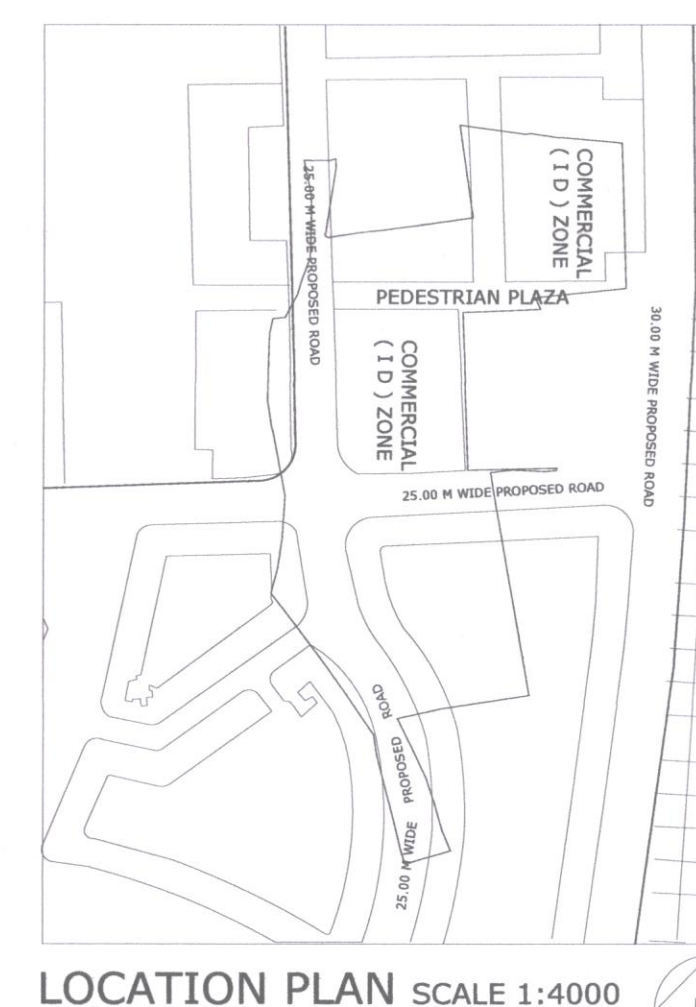 COMMERCIAL
( I D ) ZONE
25.00 M WIDE PROPOSED ROAD
PEDESTRIAN PLAZA
COMMERCIAL
( I D ) ZONE
30.00 M WIDE PROPOSED ROAD
25.00 M WIDE PROPOSED ROAD
25.00 M WIDE PROPOSED ROAD
LOCATION PLAN SCALE 1:4000